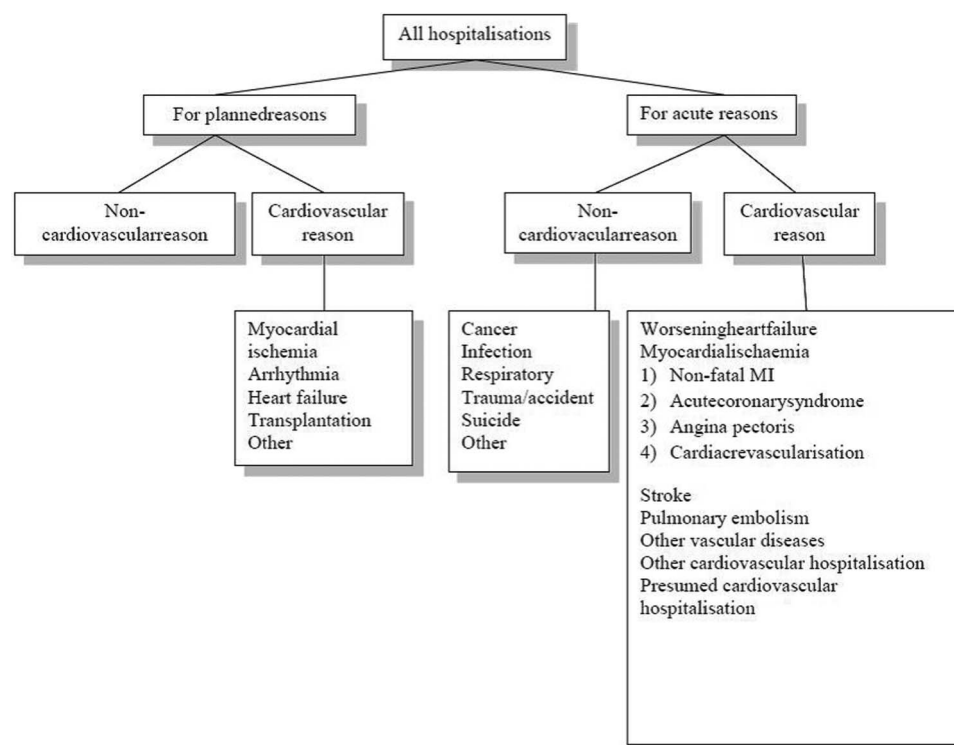 All hospitalisations
For plannedreasons
For acute reasons
Non-
cardiovascularreason
Cardiovascular
reason
Non-
cardiovacularreason
Cardiovascular
reason
Myocardial
ischemia
Arrhythmia
Heart failure
Transplantation
Other
Cancer
Infection
Respiratory
Trauma/accident
Suicide
Other
Worseningheartfailure
Myocardialischaemia
1) Non-fatal MI
2) Acutecoronarysyndrome
3) Angina pectoris
4) Cardiacrevascularisation
Stroke
Pulmonary embolism
Other vascular diseases
Other cardiovascular hospitalisation
Presumed cardiovascular
hospitalisation